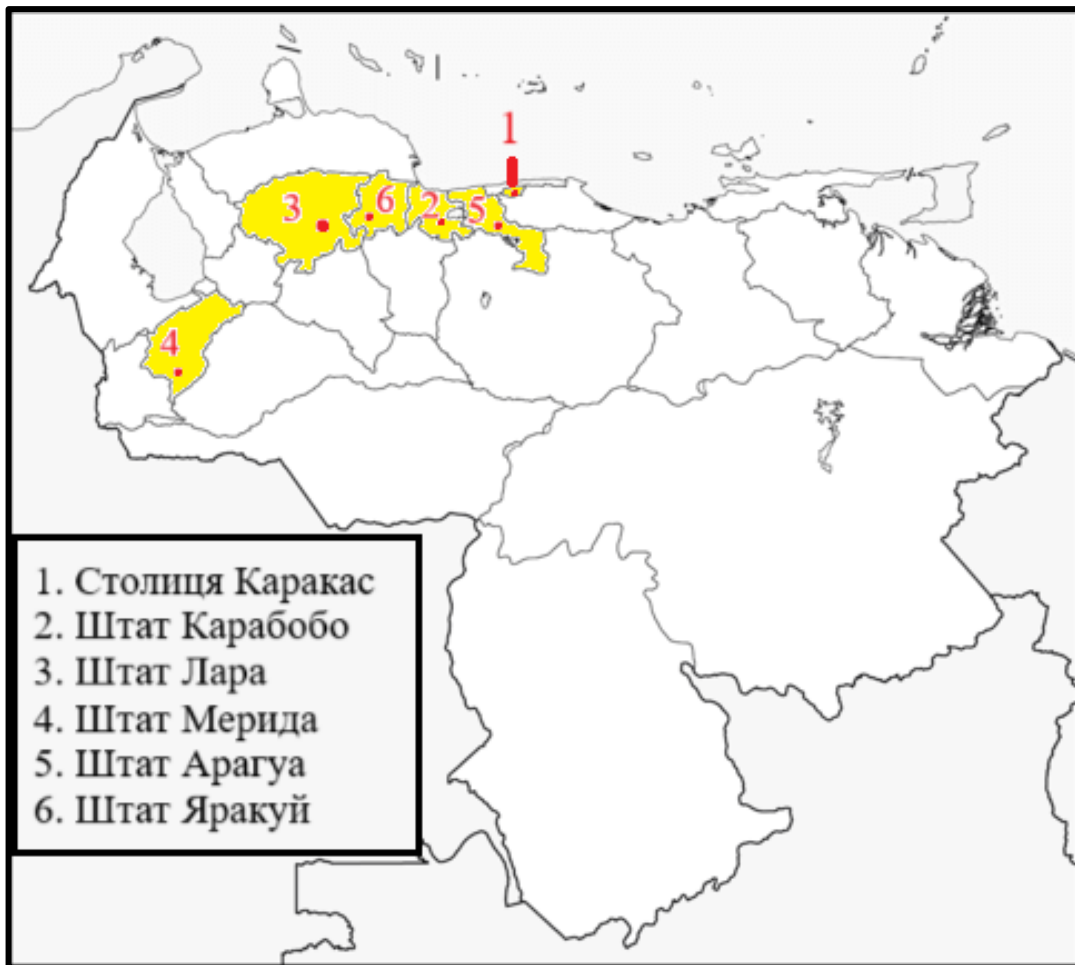 1
3
6
2
5
4
1. Столиця Каракас
2. Штат Карабобо
3. Штат Лара
4. Штат Мерида
5. Штат Арагуа
6. Штат Яракуй